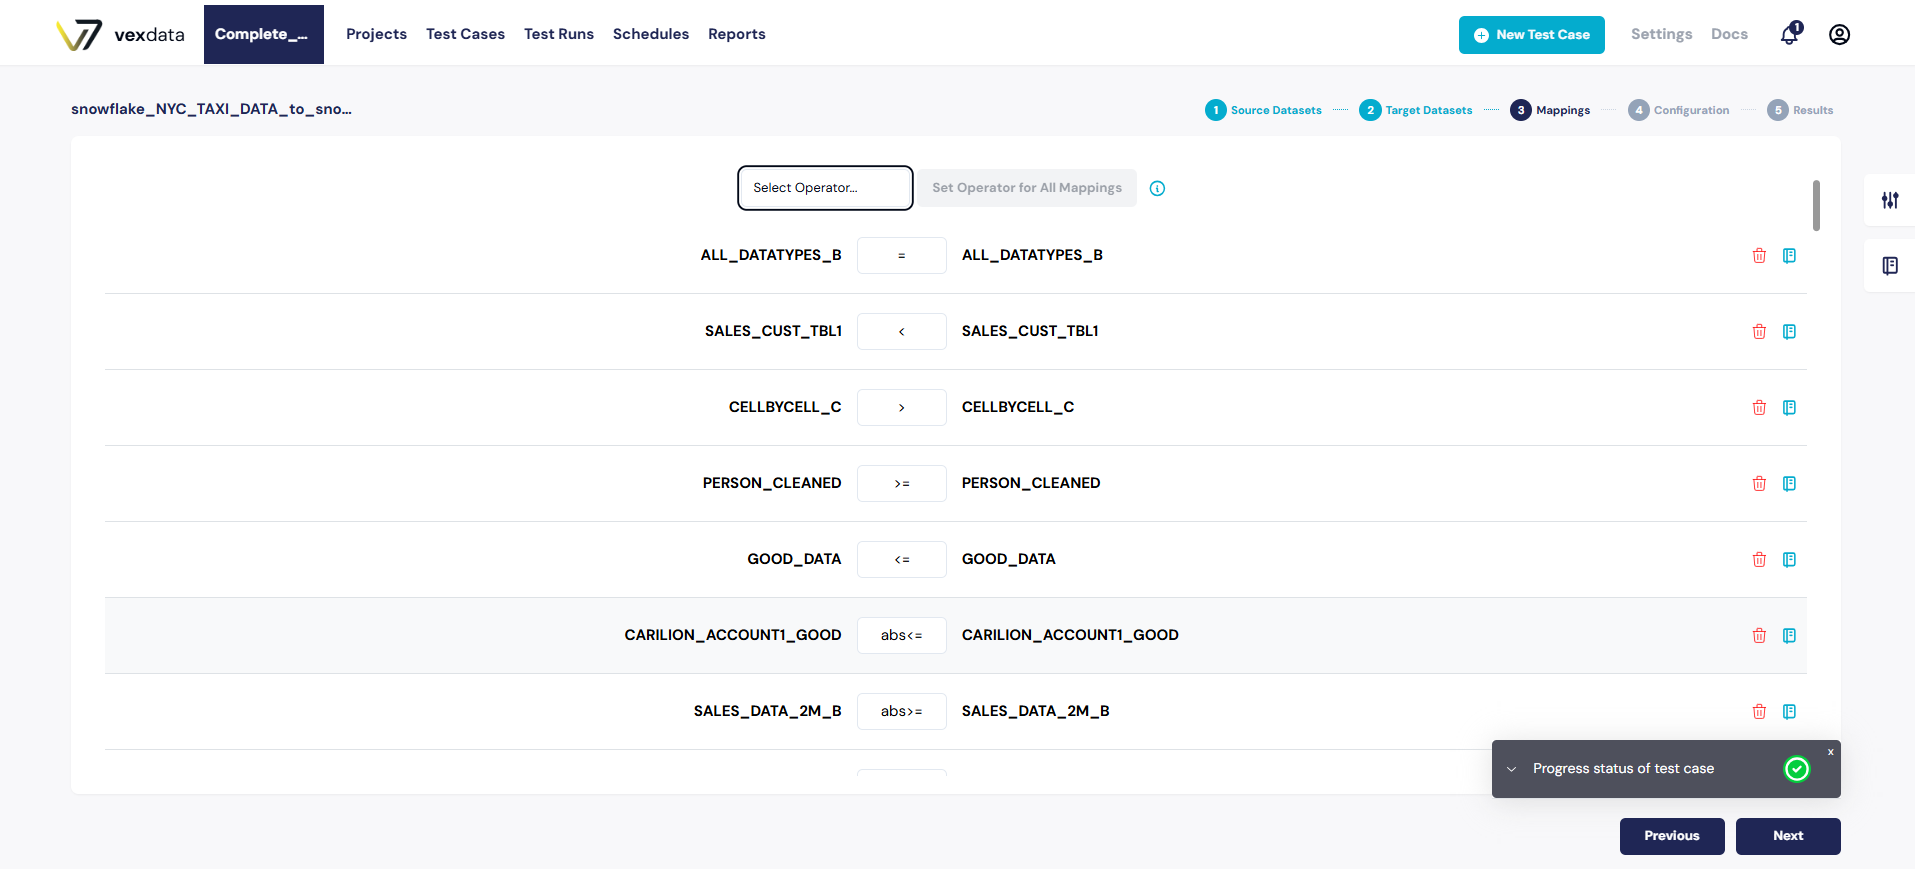 vexdata Complete_... Projects Test Cases Test Runs Schedules Reports New Test Case Settings Docs 1
snowflake_NYC_TAXI_DATA_to_sno... 1 Source Datasets 2 Target Datasets 3 Mappings 4 Configuration 5 Results
Select Operator... Set Operator for All Mappings
ALL_DATATYPES_B = ALL_DATATYPES_B
SALES_CUST_TBL1 < SALES_CUST_TBL1
CELLBYCELL_C > CELLBYCELL_C
PERSON_CLEANED >= PERSON_CLEANED
GOOD_DATA <= GOOD_DATA
CARILION_ACCOUNT1_GOOD abs<= CARILION_ACCOUNT1_GOOD
SALES_DATA_2M_B abs>= SALES_DATA_2M_B
Progress status of test case x
Previous Next